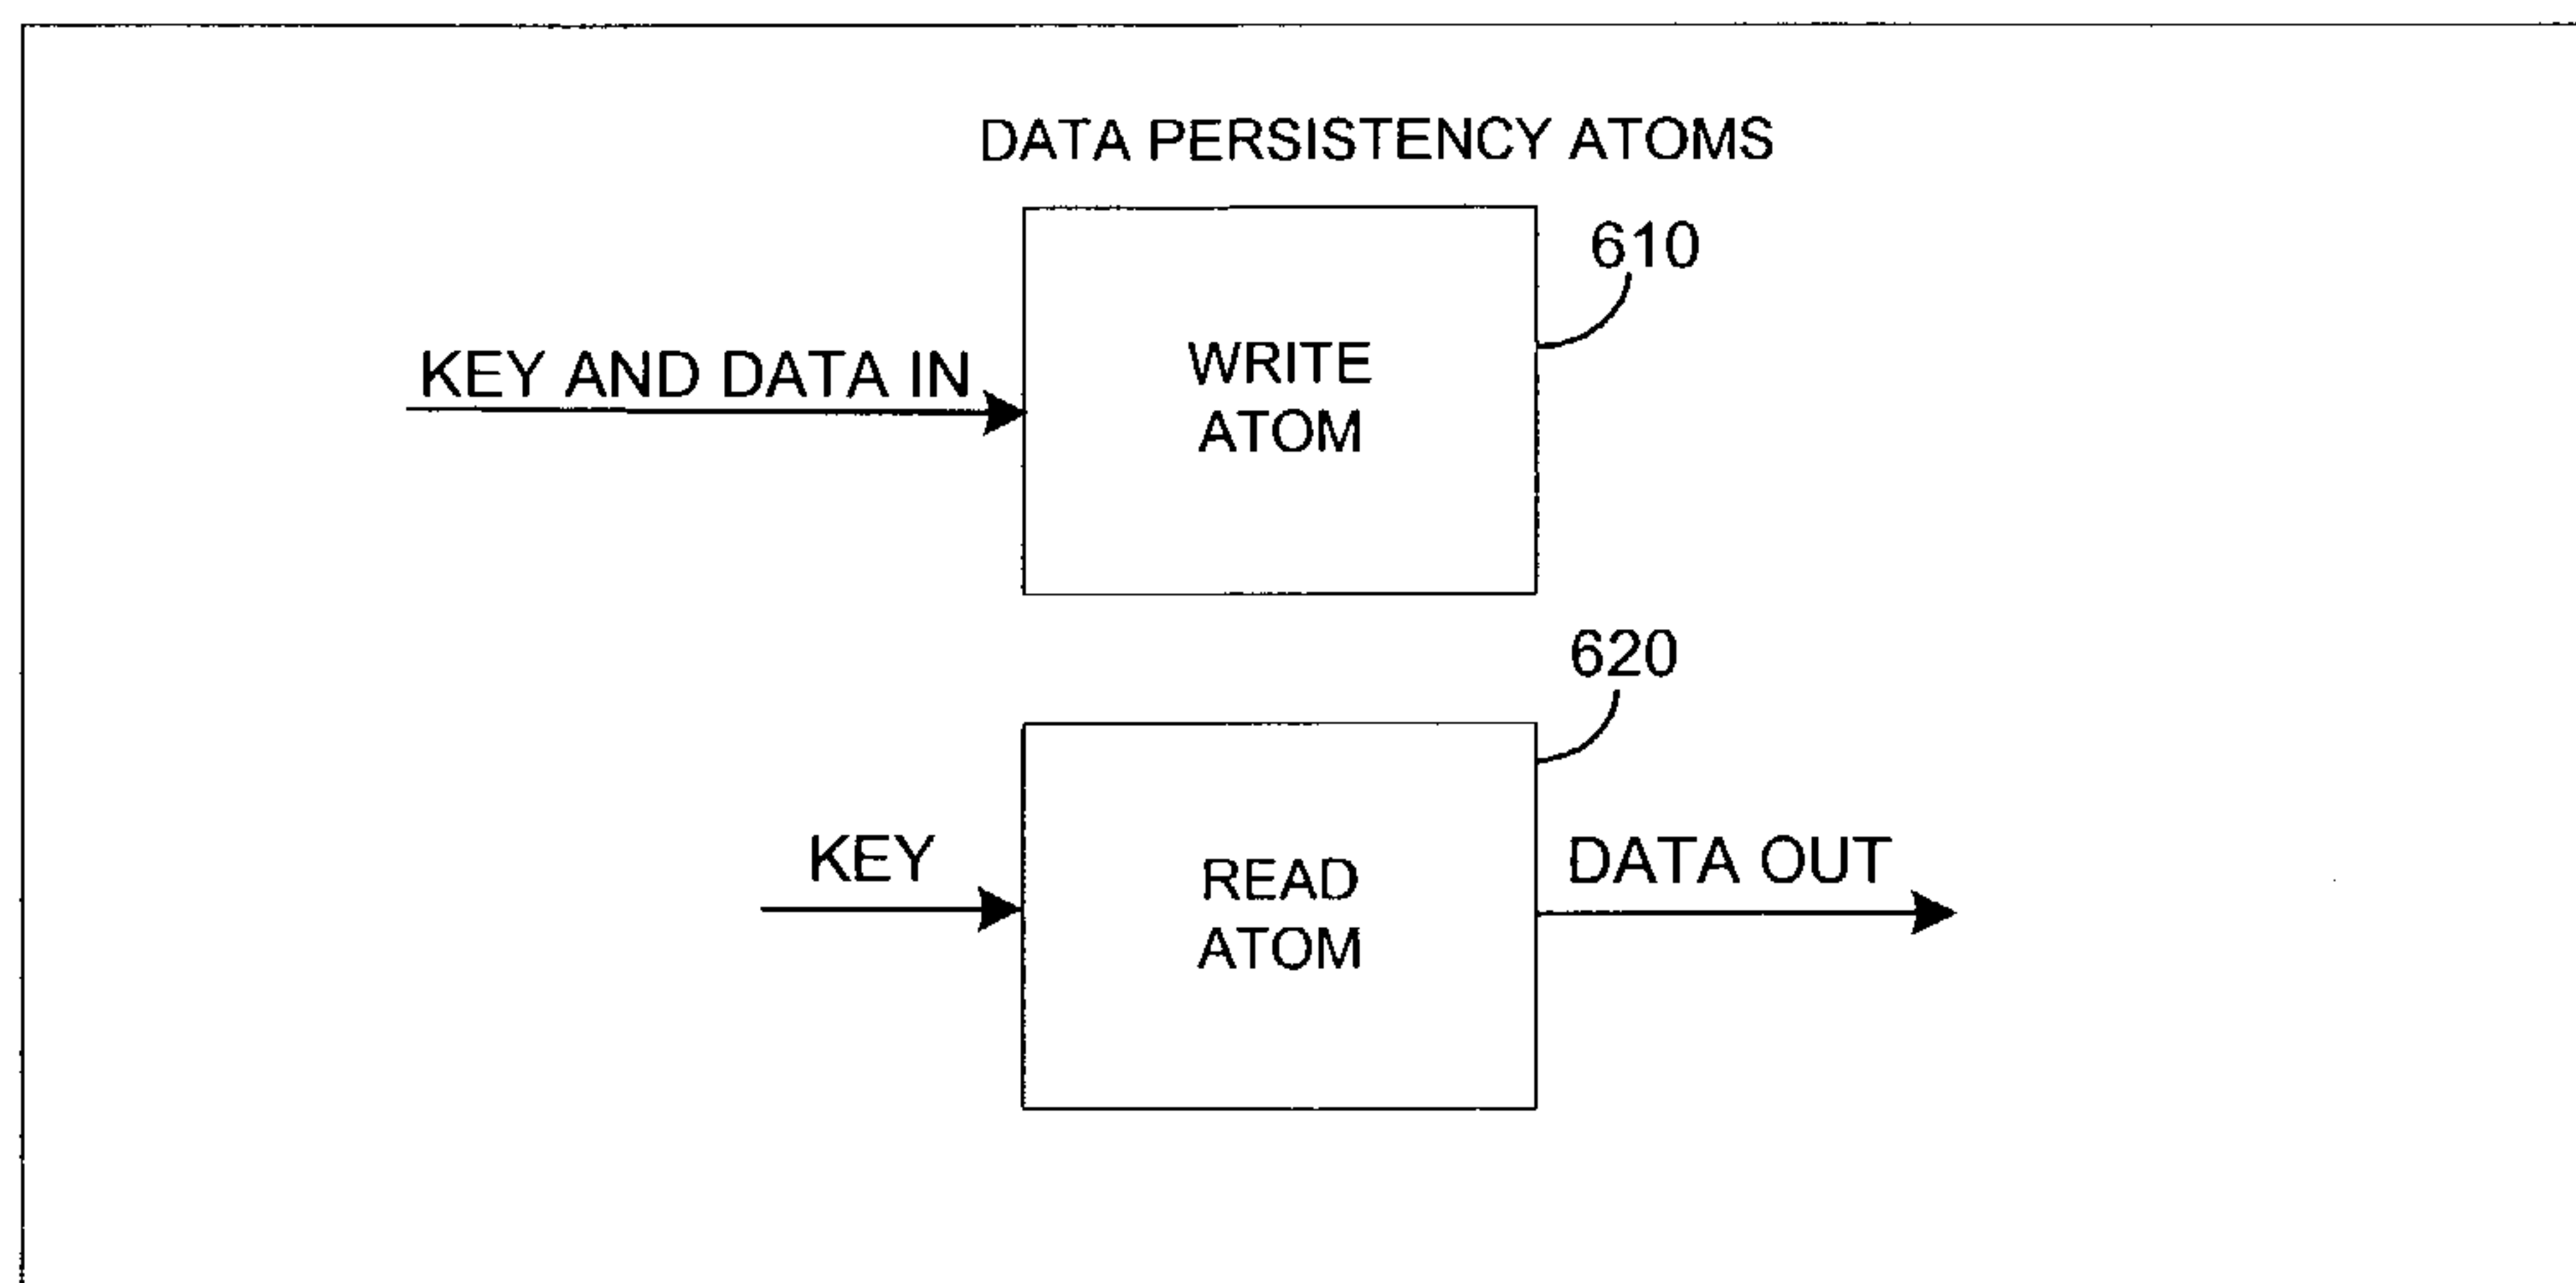 DATA PERSISTENCY ATOMS
610
KEY AND DATA IN
WRITE
ATOM
620
KEY
READ
ATOM
DATA OUT